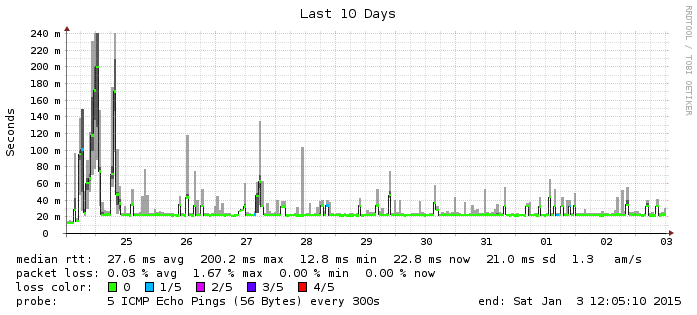 Last 10 Days
RRDTOOL / TOBI OETIKER
Seconds
240 m
220 m
200 m
180 m
160 m
140 m
120 m
100 m
80 m
60 m
40 m
20 m
0
25 26 27 28 29 30 31 01 02 03
median rtt: 27.6 ms avg 200.2 ms max 12.8 ms min 22.8 ms now 21.0 ms sd 1.3 am/s
packet loss: 0.03 % avg 1.67 % max 0.00 % min 0.00 % now
loss color: 0 1/5 2/5 3/5 4/5
probe: 5 ICMP Echo Pings (56 Bytes) every 300s end: Sat Jan 3 12:05:10 2015